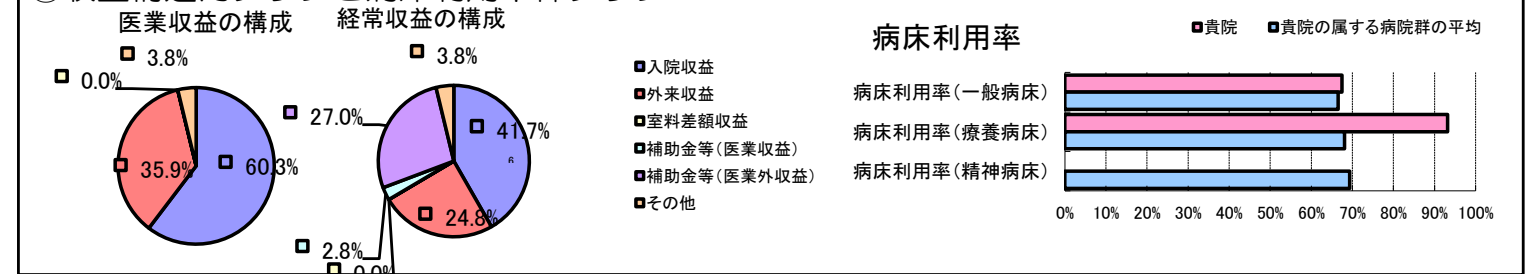 医業収益の構成
3.8%
0.0%
35.9%
60.3%
経常収益の構成
3.8%
27.0%
41.7%
6
24.8%
2.8%
0.0%
入院収益
外来収益
室料差額収益
補助金等(医業収益)
補助金等(医業外収益)
その他
病床利用率
貴院
貴院の属する病院群の平均
病床利用率(一般病床)
病床利用率(療養病床)
病床利用率(精神病床)
0% 10% 20% 30% 40% 50% 60% 70% 80% 90% 100%